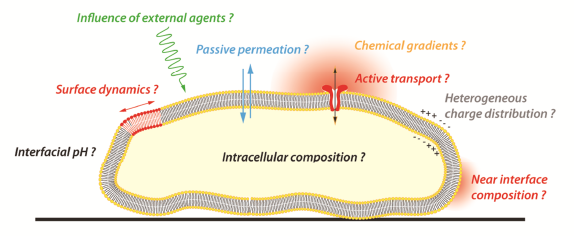 Influence of external agents ?
Passive permeation ?
Chemical gradients ?
Surface dynamics ?
Active transport ?
Heterogeneous
charge distribution ?
+++
---
---
+++
Interfacial pH ?
Intracellular composition ?
Near interface
composition ?